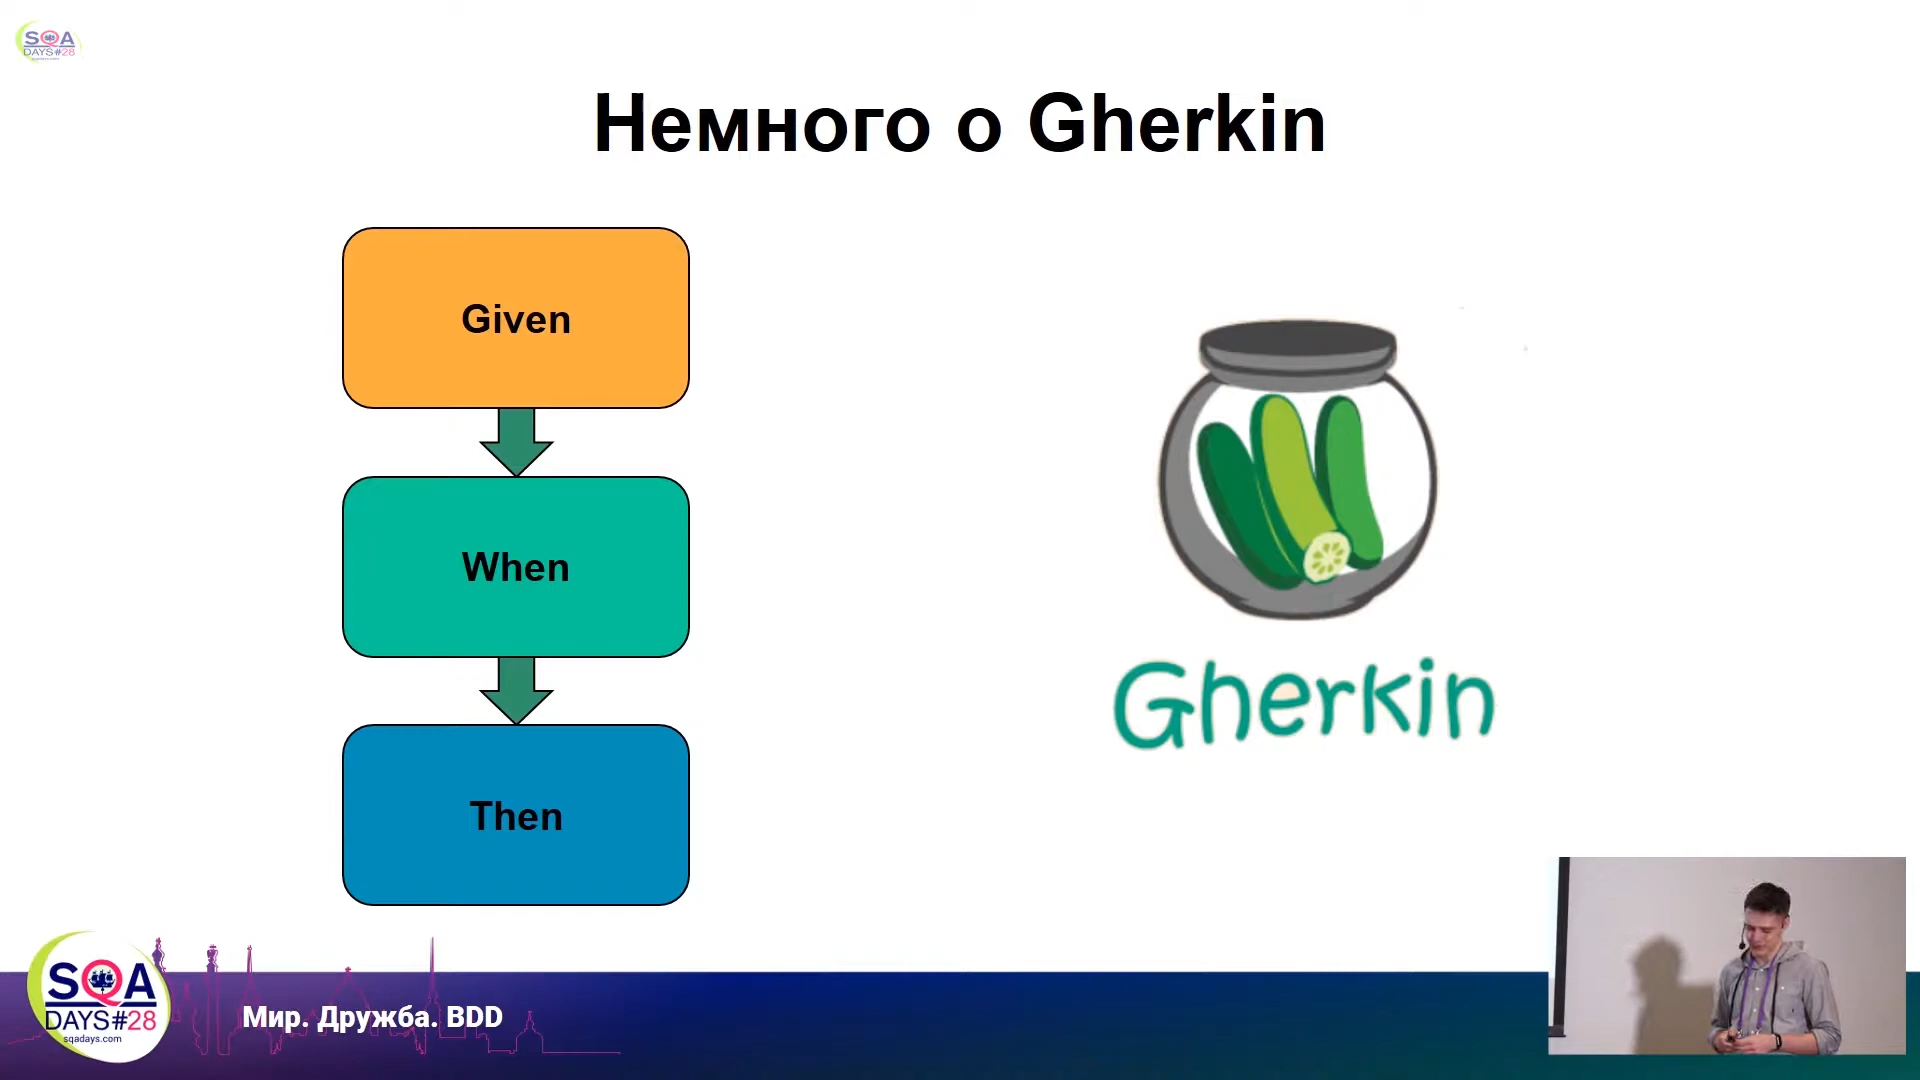 SQA
DAYS#28
Немного о Gherkin
Given
When
Then
Gherkin
SQA
DAYS#28
sqadays.com
Мир. Дружба. BDD